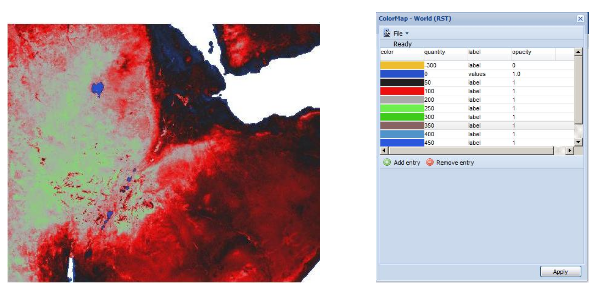 ColorMap - World (RST)
File
Ready
color quantity label opacity
-300 label 0
0 values 1.0
50 label 1
100 label 1
200 label 1
250 label 1
300 label 1
350 label 1
400 label 1
450 label 1
Add entry Remove entry
Apply